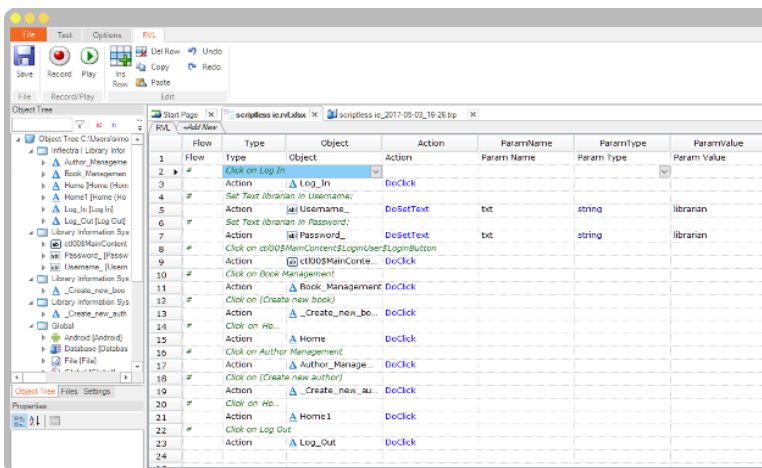 File Test Options RVL
Save Record Play Ins Row Del Row Copy Paste Undo Redo
File Record/Play Edit
Object Tree
Start Page scriptless ie.rvl.xlsx scriptless ie_2017-05-03_16-26 trp
RVL +Add New
Object Tree C:\Users\simo
Inflectra | Library Infor
Author_Manageme
Book_Managemen
Home [Home (Hom
Home1 [Home (Ho
Log_In [Log In]
Log_Out [Log Out]
Library Information Sys
ctl00$MainContent
Password_ [Passw
Username_ [Usern
Library Information Sys
_Create_new_boo
Library Information Sys
_Create_new_auth
Global
Android [Android]
Database [Databas
File [File]
Object Tree Files Settings
Properties
Flow Type Object Action ParamName ParamType ParamValue
1 Flow Type Object Action Param Name Param Type Param Value
2 # Click on Log In
3 Action Log_In DoClick
4 # Set Text librarian in Username:
5 Action Username_ DoSetText txt string librarian
6 # Set Text librarian in Password:
7 Action Password_ DoSetText txt string librarian
8 # Click on ctl00$MainContent$LoginUser$LoginButton
9 Action ctl00$MainConte... DoClick
10 # Click on Book Management
11 Action Book_Management DoClick
12 # Click on (Create new book)
13 Action _Create_new_bo... DoClick
14 # Click on Ho...
15 Action Home DoClick
16 # Click on Author Management
17 Action Author_Manage... DoClick
18 # Click on (Create new author)
19 Action _Create_new_au... DoClick
20 # Click on Ho...
21 Action Home1 DoClick
22 # Click on Log Out
23 Action Log_Out DoClick
24